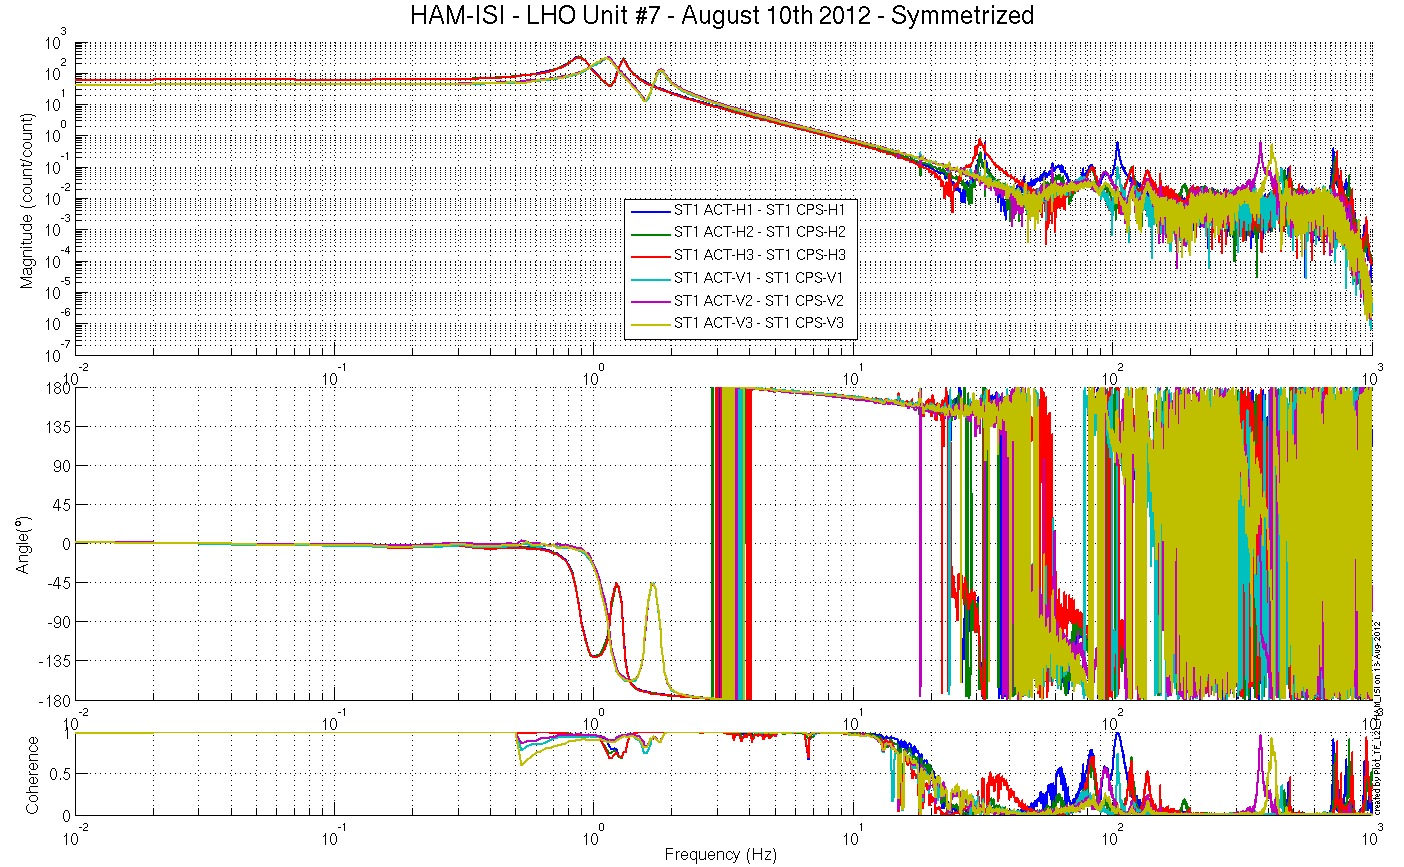 HAM-ISI - LHO Unit #7 - August 10th 2012 - Symmetrized
Magnitude (count/count)
10^3
10^2
10^1
10^0
10^-1
10^-2
10^-3
10^-4
10^-5
10^-6
10^-7
ST1 ACT-H1 - ST1 CPS-H1
ST1 ACT-H2 - ST1 CPS-H2
ST1 ACT-H3 - ST1 CPS-H3
ST1 ACT-V1 - ST1 CPS-V1
ST1 ACT-V2 - ST1 CPS-V2
ST1 ACT-V3 - ST1 CPS-V3
10^-2 10^-1 10^0 10^1 10^2 10^3
Angle(°)
180
135
90
45
0
-45
-90
-135
-180
10^-2 10^-1 10^0 10^1 10^2
Coherence
1
0.5
0
10^-2 10^-1 10^0 10^1 10^2 10^3
Frequency (Hz)